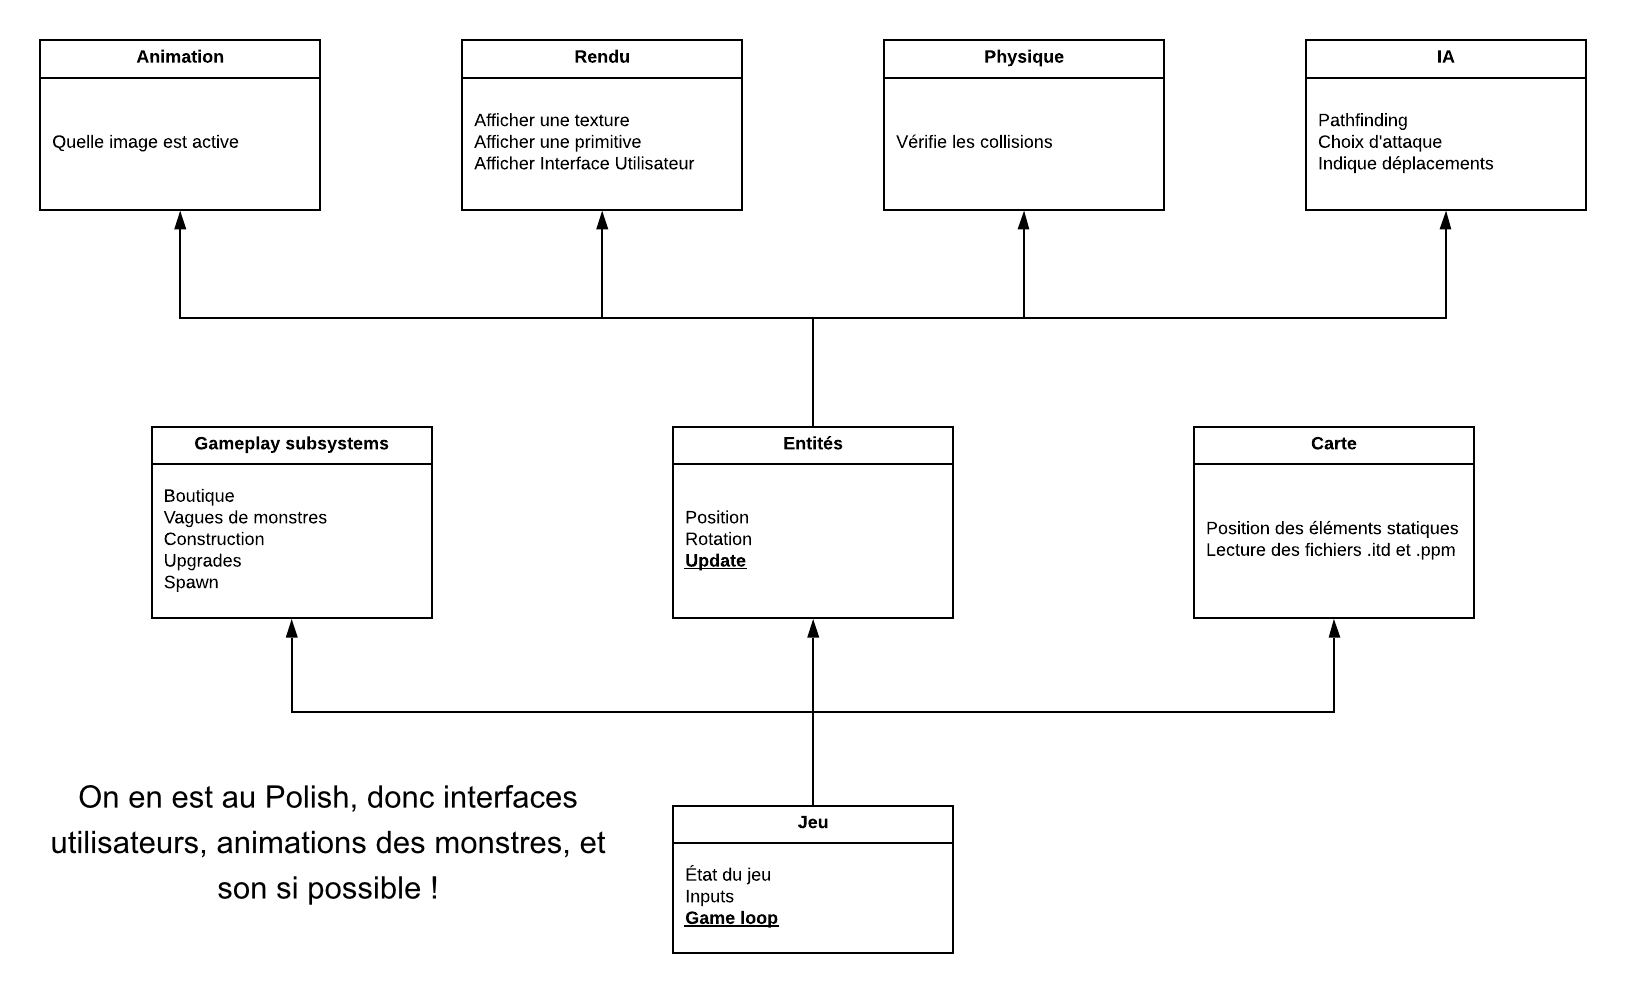 Animation
Quelle image est active
Rendu
Afficher une texture
Afficher une primitive
Afficher Interface Utilisateur
Physique
Vérifie les collisions
IA
Pathfinding
Choix d'attaque
Indique déplacements
Gameplay subsystems
Boutique
Vagues de monstres
Construction
Upgrades
Spawn
Entités
Position
Rotation
Update
Carte
Position des éléments statiques
Lecture des fichiers .itd et .ppm
On en est au Polish, donc interfaces
utilisateurs, animations des monstres, et
son si possible !
Jeu
État du jeu
Inputs
Game loop